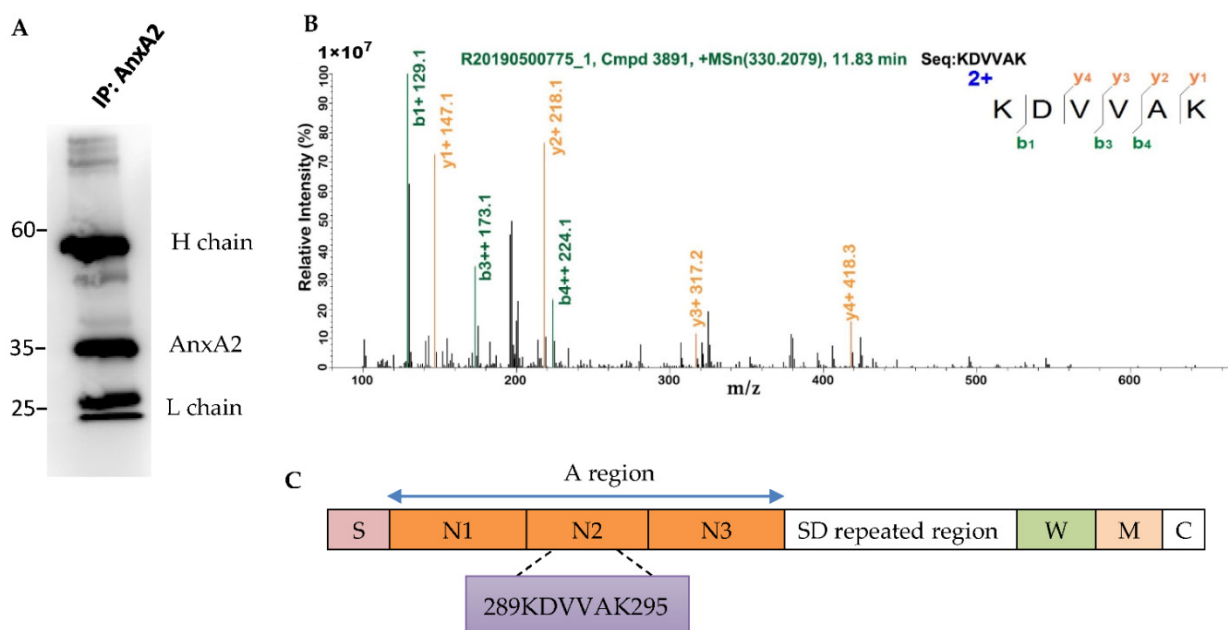 A
IP: AnxA2
60
H chain
35
AnxA2
25
L chain
B
1×10⁷
R20190500775_1, Cmpd 3891, +MSn(330.2079), 11.83 min
Seq:KDVVAK
2+
y4 y3 y2 y1
K D V V A K
b1 b3 b4
Relative Intensity (%)
100
90
80
70
60
50
40
30
20
10
0
b1+ 129.1
y1+ 147.1
b3++ 173.1
y2+ 218.1
b4++ 224.1
y3+ 317.2
y4+ 418.3
100 200 300 400 500 600
m/z
C
A region
S N1 N2 N3 SD repeated region W M C
289KDVVAK295